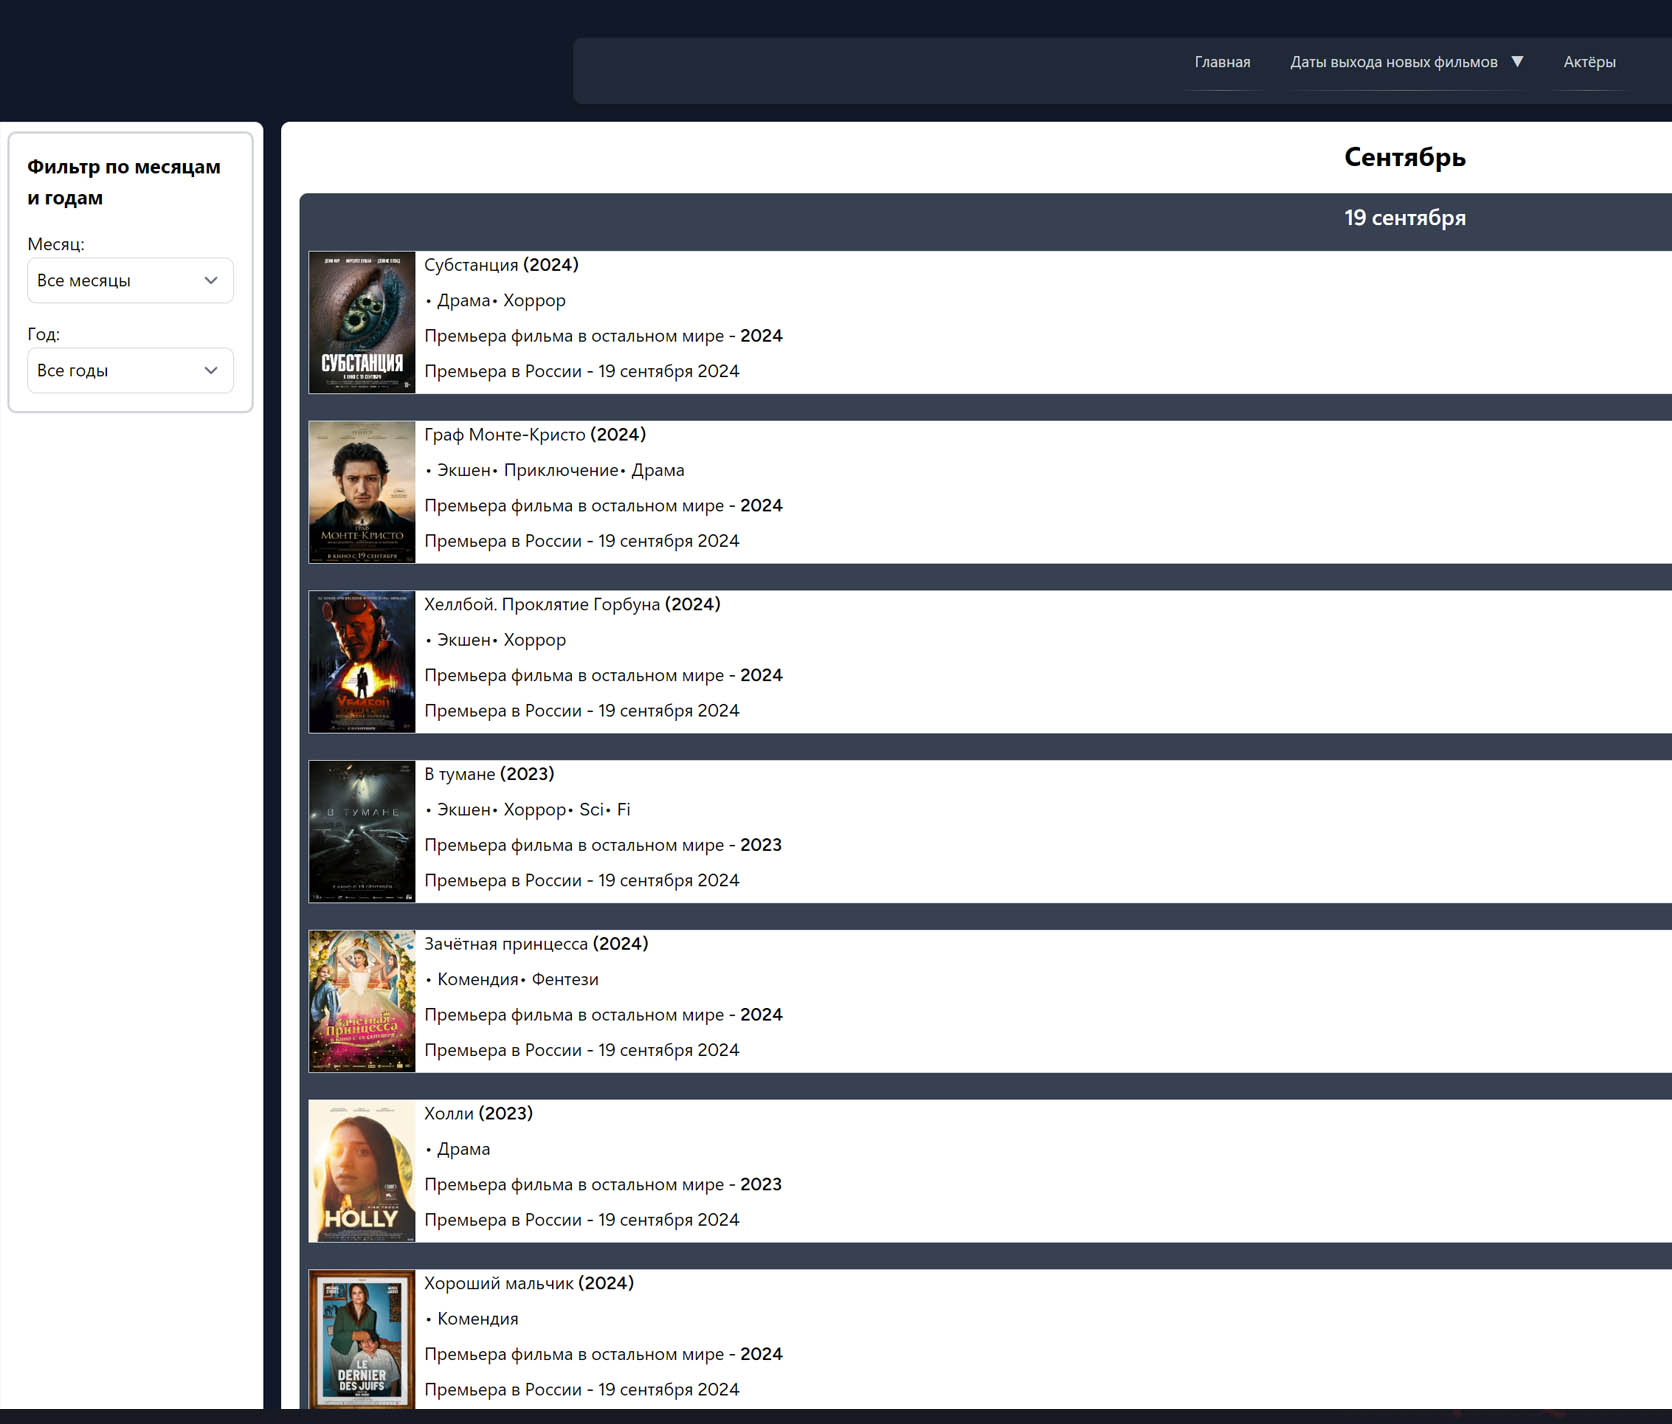 Главная
Даты выхода новых фильмов ▼
Актёры
Фильтр по месяцам
и годам
Месяц:
Все месяцы
Год:
Все годы
Сентябрь
19 сентября
СУБСТАНЦИЯ
Субстанция (2024)
• Драма• Хоррор
Премьера фильма в остальном мире - 2024
Премьера в России - 19 сентября 2024
ГРАФ
МОНТЕ-КРИСТО
В КИНО С 19 СЕНТЯБРЯ
Граф Монте-Кристо (2024)
• Экшен• Приключение• Драма
Премьера фильма в остальном мире - 2024
Премьера в России - 19 сентября 2024
Хеллбой. Проклятие Горбуна (2024)
• Экшен• Хоррор
Премьера фильма в остальном мире - 2024
Премьера в России - 19 сентября 2024
В ТУМАНЕ
В тумане (2023)
• Экшен• Хоррор• Sci• Fi
Премьера фильма в остальном мире - 2023
Премьера в России - 19 сентября 2024
Зачётная
Принцесса
Зачётная принцесса (2024)
• Комендия• Фентези
Премьера фильма в остальном мире - 2024
Премьера в России - 19 сентября 2024
HOLLY
Холли (2023)
• Драма
Премьера фильма в остальном мире - 2023
Премьера в России - 19 сентября 2024
LE
DERNIER
DES JUIFS
Хороший мальчик (2024)
• Комендия
Премьера фильма в остальном мире - 2024
Премьера в России - 19 сентября 2024